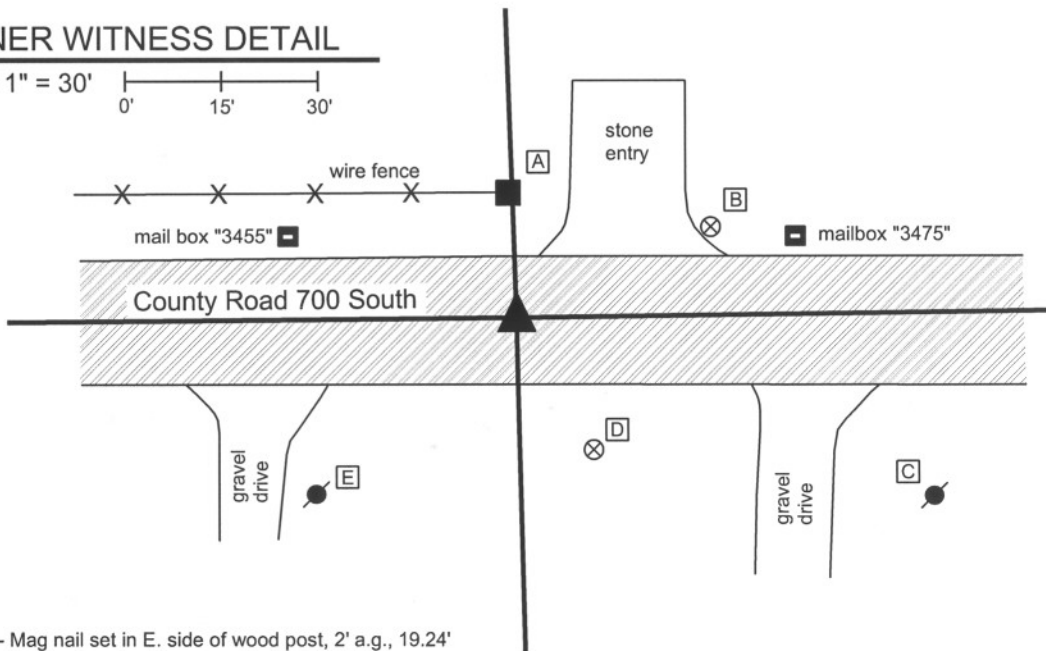 NER WITNESS DETAIL
1" = 30'
0' 15' 30'
wire fence
A
stone
entry
B
mail box "3455"
mailbox "3475"
County Road 700 South
D
E
C
gravel
drive
gravel
drive
- Mag nail set in E. side of wood post, 2' a.g., 19.24'